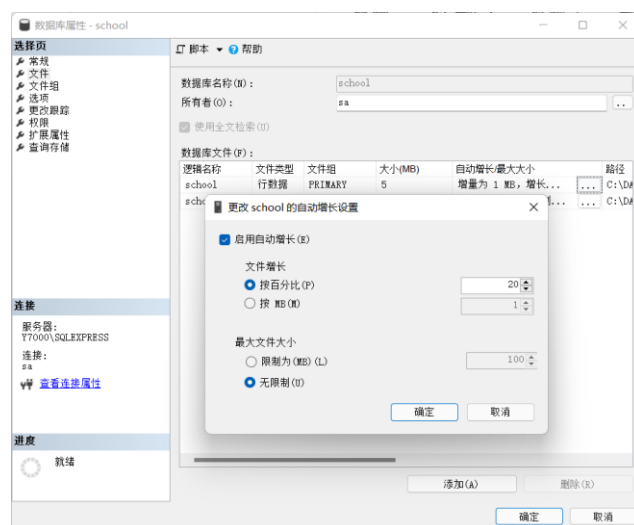 数据库属性 - school
选择页
常规
文件
文件组
选项
更改跟踪
权限
扩展属性
查询存储
脚本 帮助
数据库名称(N): school
所有者(O): sa ..
使用全文检索(U)
数据库文件(F):
逻辑名称 文件类型 文件组 大小(MB) 自动增长/最大大小 路径
school 行数据 PRIMARY 5 增量为 1 MB，增长... ... C:\DA
scho ... C:\DA
更改 school 的自动增长设置
启用自动增长(E)
文件增长
按百分比(P) 20
按 MB(M) 1
最大文件大小
限制为(MB)(L) 100
无限制(U)
确定 取消
连接
服务器:
Y7000\SQLEXPRESS
连接:
sa
查看连接属性
进度
就绪
添加(A) 删除(R)
确定 取消